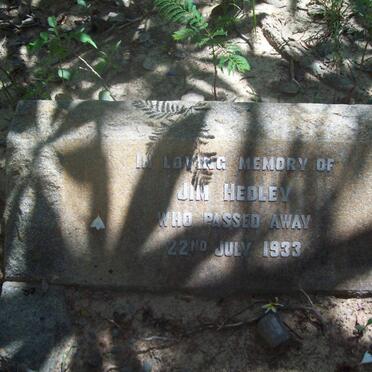 IN LOVING MEMORY OF
JIM HEDLEY
WHO PASSED AWAY
22ND JULY 1933